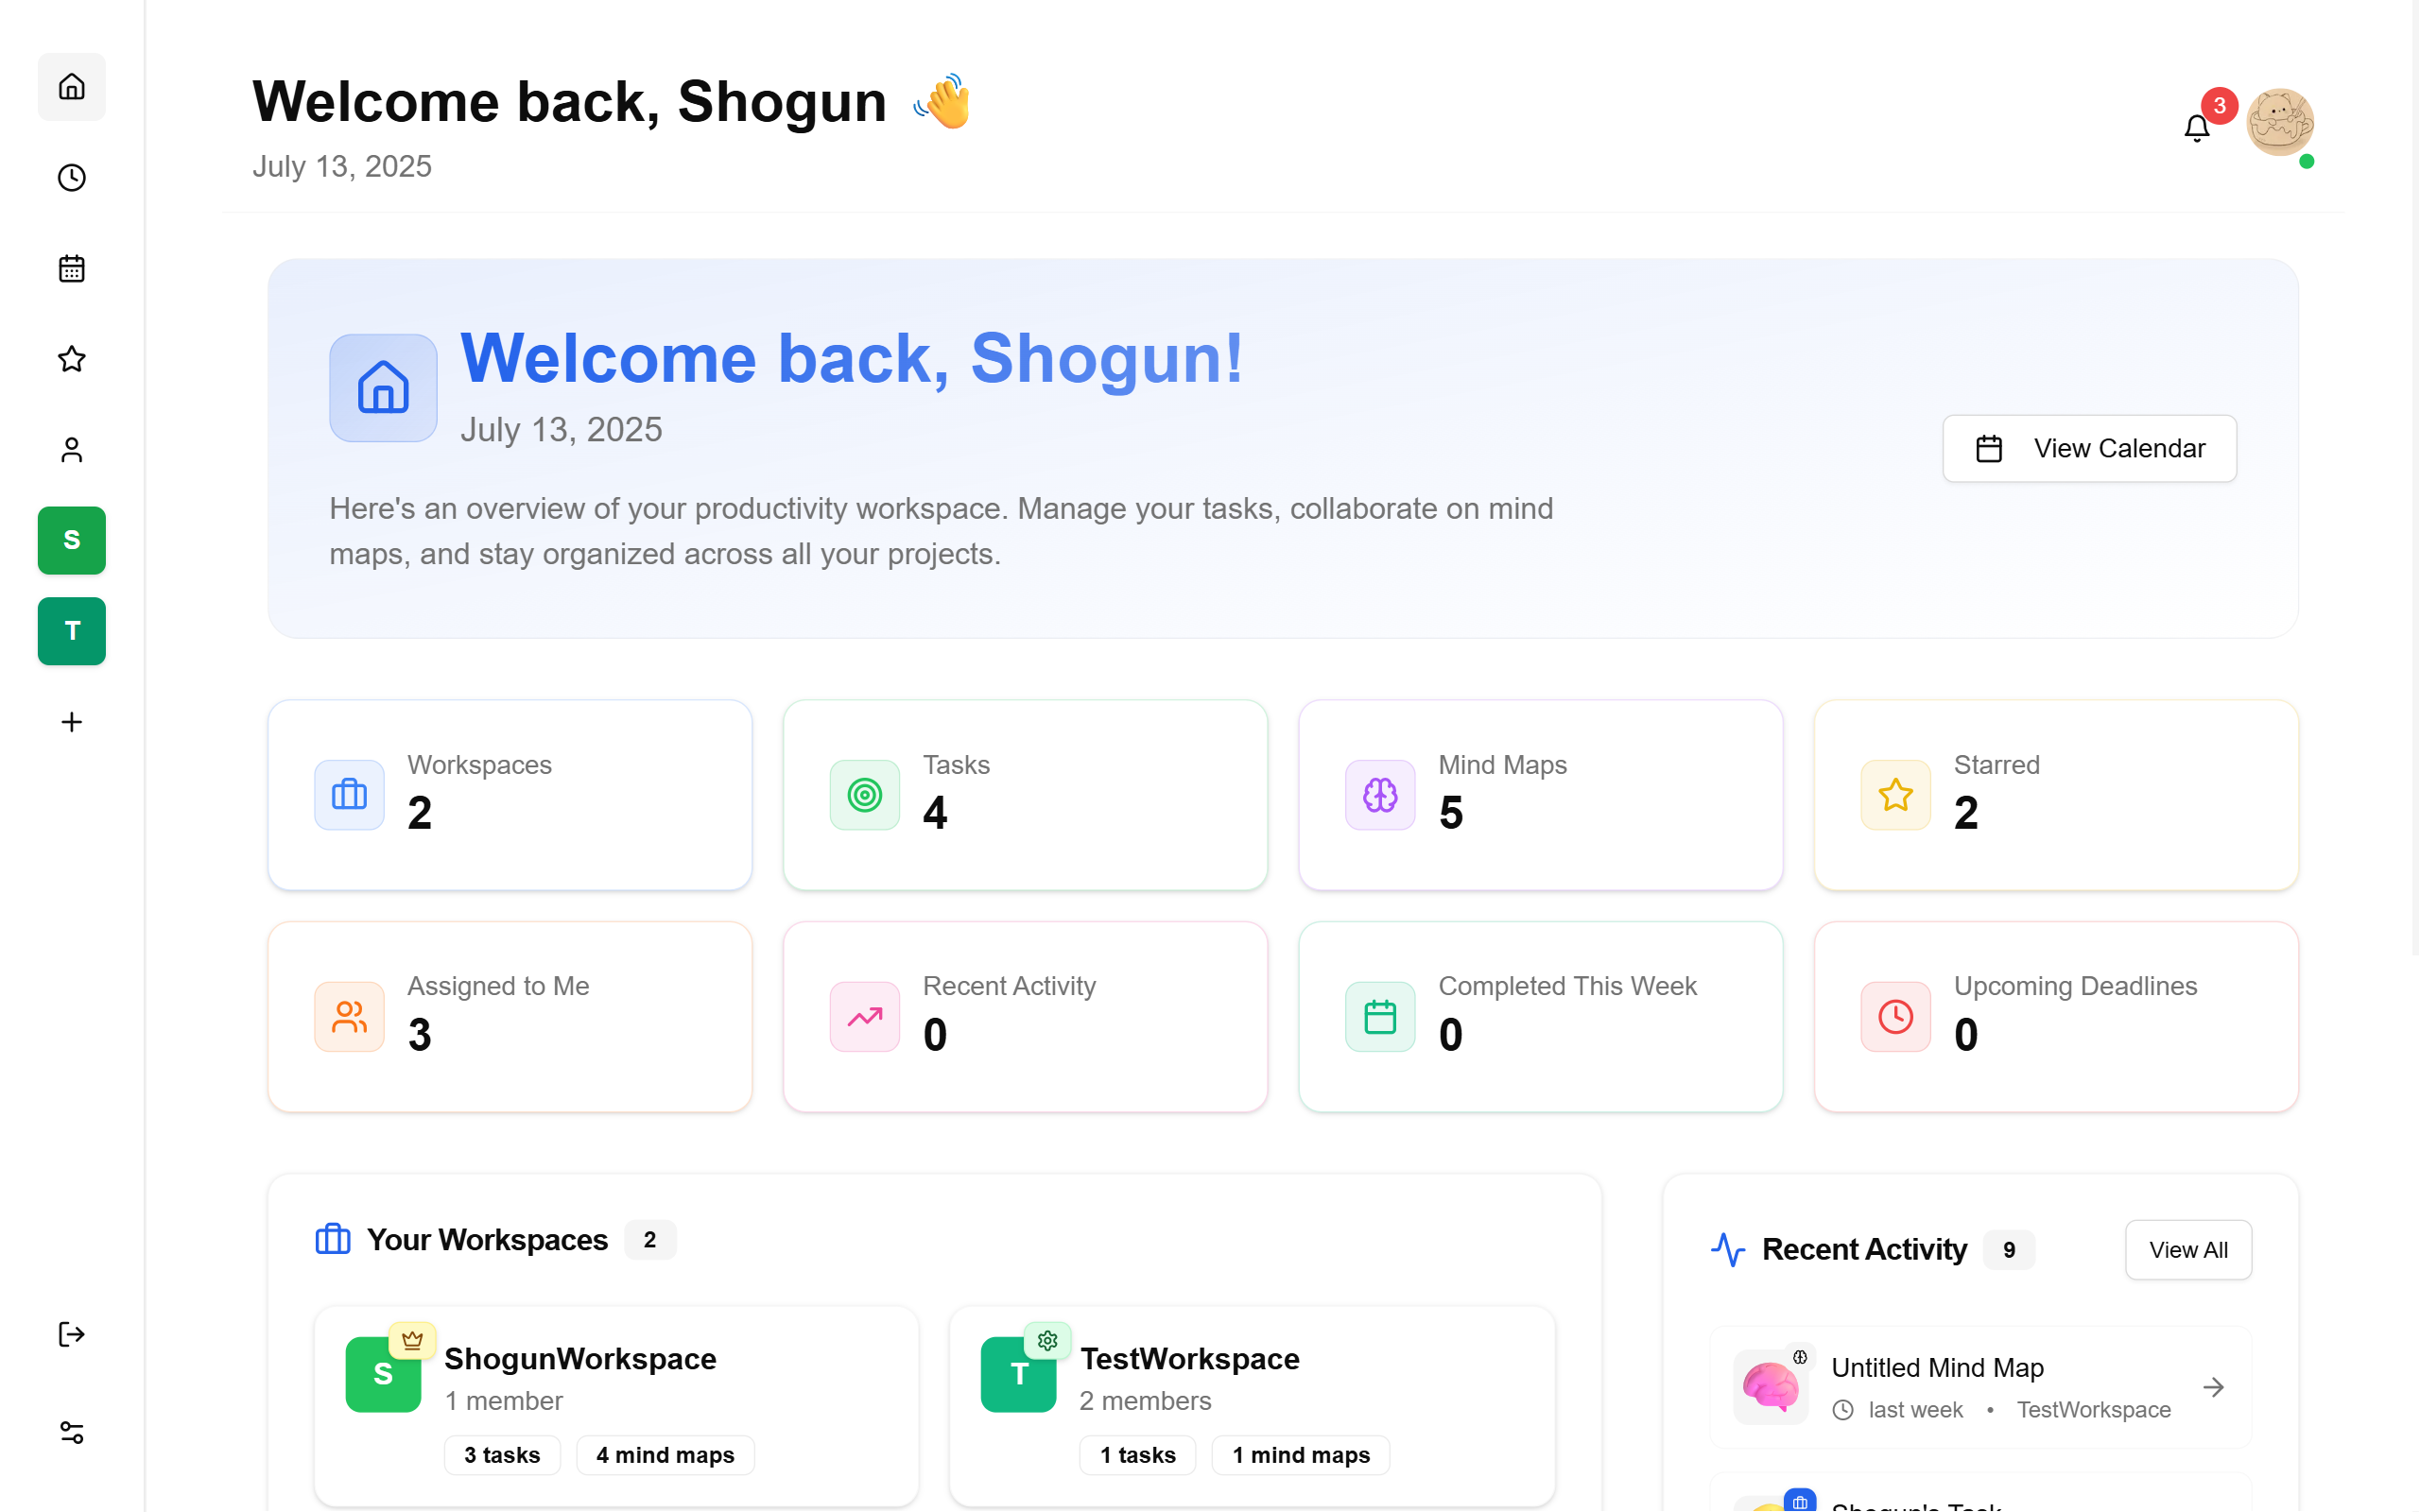 Welcome back, Shogun 👋
July 13, 2025
3
S
T
Welcome back, Shogun!
July 13, 2025
View Calendar
Here's an overview of your productivity workspace. Manage your tasks, collaborate on mind
maps, and stay organized across all your projects.
Workspaces
2
Tasks
4
Mind Maps
5
Starred
2
Assigned to Me
3
Recent Activity
0
Completed This Week
0
Upcoming Deadlines
0
Your Workspaces 2
S
ShogunWorkspace
1 member
3 tasks
4 mind maps
T
TestWorkspace
2 members
1 tasks
1 mind maps
Recent Activity 9
View All
Untitled Mind Map
last week • TestWorkspace
Shogun's Task